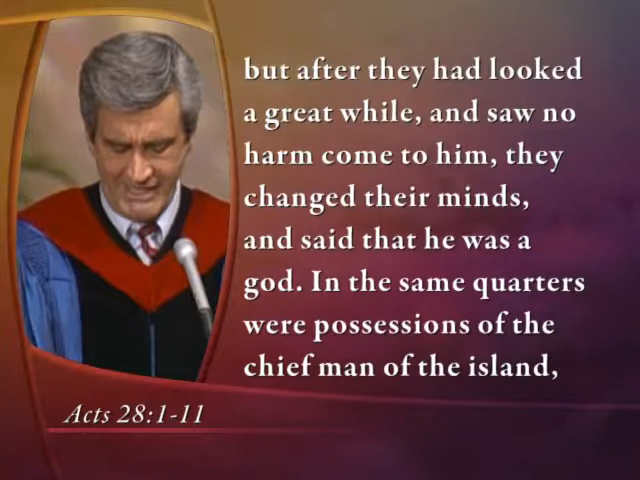 but after they had looked
a great while, and saw no
harm come to him, they
changed their minds,
and said that he was a
god. In the same quarters
were possessions of the
chief man of the island,
Acts 28:1-11